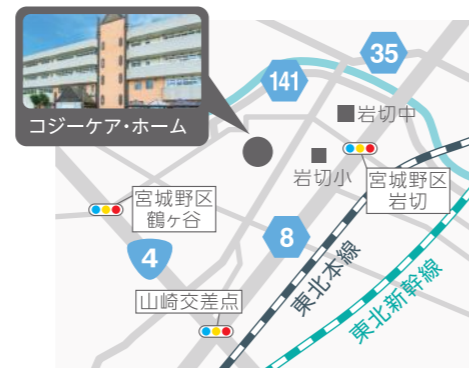 コジーケア・ホーム
35
141
岩切中
岩切小
宮城野区
岩切
宮城野区
鶴ヶ谷
4
8
山崎交差点
東北本線
東北新幹線